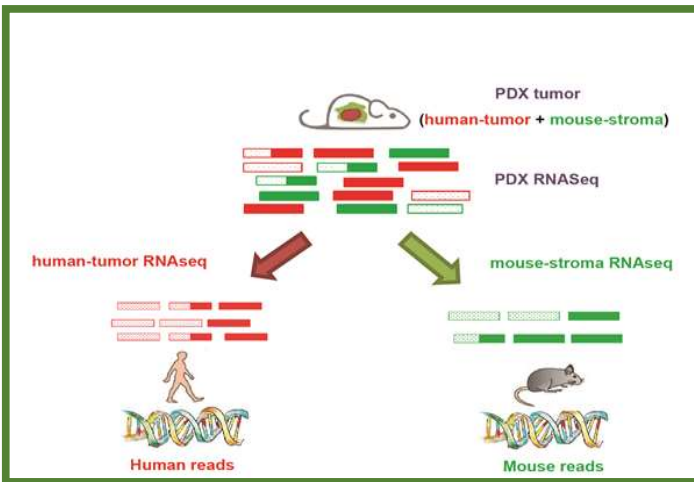 PDX tumor
(human-tumor + mouse-stroma)
PDX RNASeq
human-tumor RNAseq
mouse-stroma RNAseq
Human reads
Mouse reads